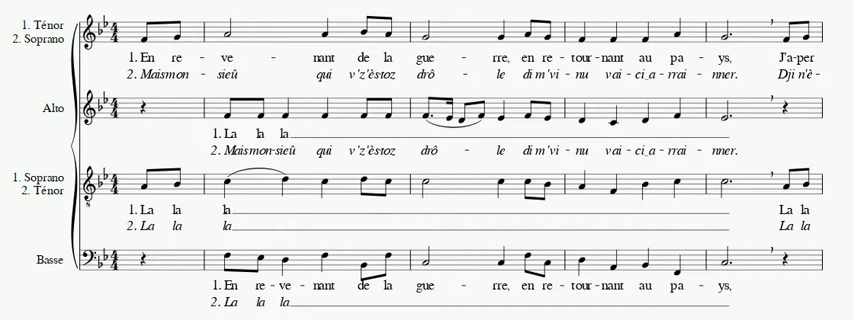 1. Ténor
2. Soprano
1. En re - ve - nant de la gue - rre, en re - tour - nant au pa - ys, J'a-per
2. Mais mon - sieû qui v'z'èstoz drô - le di m'vi - nu vai - ci_a - rrai - nner. Dji n'è -
Alto
1. La la la
2. Mais mon-sieû qui v'z'èstoz drô - le di m'vi - nu vai - ci_a - rrai - nner.
1. Soprano
2. Ténor
1. La la la La la
2. La la la La la
Basse
1. En re - ve - nant de la gue - rre, en re - tour - nant au pa - ys,
2. La la la